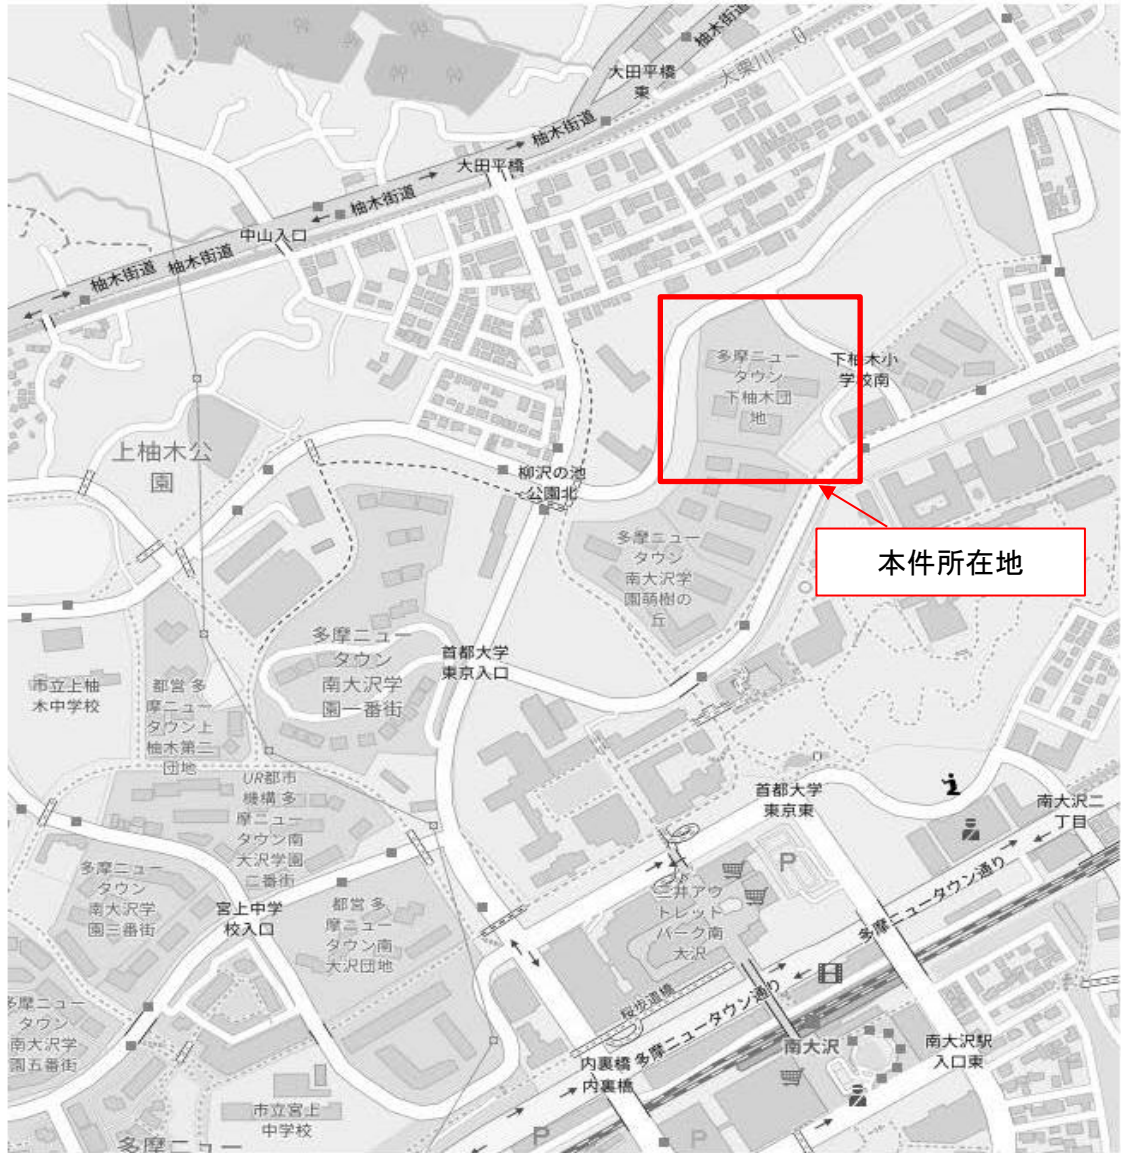 柚木街道
大栗川
大田平橋
東
柚木街道
大田平橋
柚木街道
中山入口
柚木街道
柚木街道
多摩ニュー
タウン
下柚木団
地
下柚木小
学校南
上柚木公
園
柳沢の池
公園北
本件所在地
多摩ニュー
タウン
南大沢学
園萌樹の
丘
多摩ニュー
タウン
南大沢学
園一番街
首都大学
東京入口
市立上柚
木中学校
都営 多
摩ニュー
タウン上
柚木第二
団地
UR都市
機構 多
摩ニュー
タウン南
大沢学園
二番街
首都大学
東京東
南大沢二
丁目
P
多摩ニュー
タウン
南大沢学
園三番街
宮上中学
校入口
都営 多
摩ニュー
タウン南
大沢団地
三井アウ
トレット
パーク南
大沢
多摩ニュータウン通り
桜歩道橋
多摩ニュータウン通り
多摩ニュー
タウン
南大沢学
園五番街
内裏橋
内裏橋
南大沢
南大沢駅
入口東
市立宮上
中学校
P
P
多摩ニュー